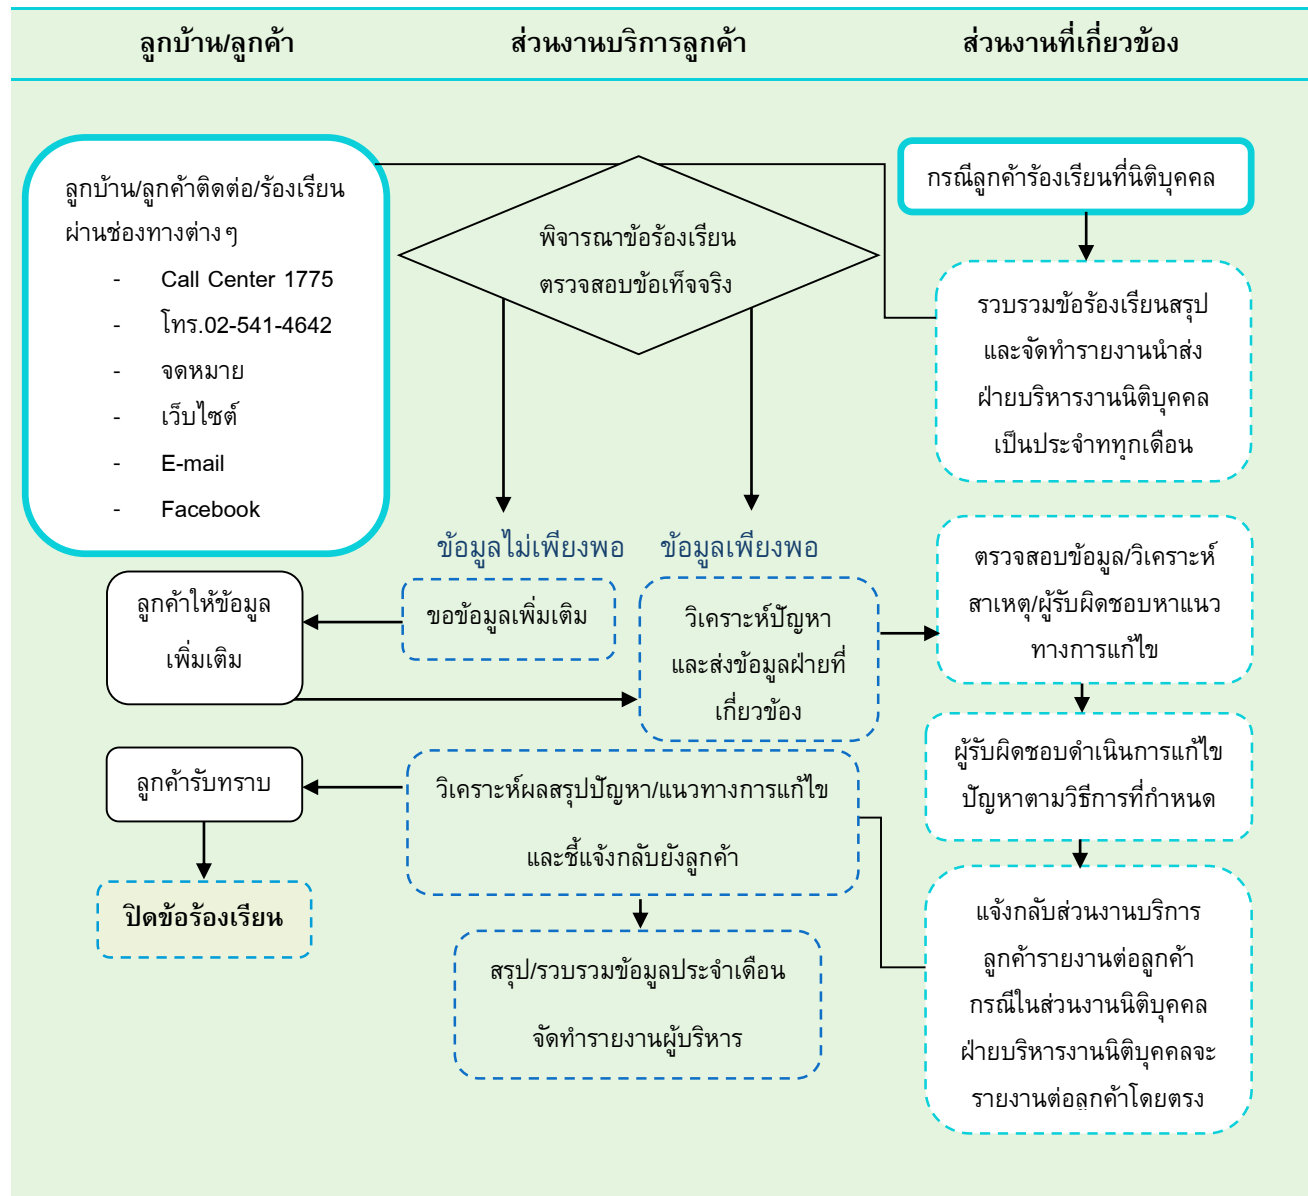 ลูกบ้าน/ลูกค้า
ส่วนงานบริการลูกค้า
ส่วนงานที่เกี่ยวข้อง
ลูกบ้าน/ลูกค้าติดต่อ/ร้องเรียน
ผ่านช่องทางต่าง ๆ
- Call Center 1775
- โทร.02-541-4642
- จดหมาย
- เว็บไซต์
- E-mail
- Facebook
พิจารณาข้อร้องเรียน
ตรวจสอบข้อเท็จจริง
กรณีลูกค้าร้องเรียนที่นิติบุคคล
รวบรวมข้อร้องเรียนสรุป
และจัดทำรายงานนำส่ง
ฝ่ายบริหารงานนิติบุคคล
เป็นประจำททุกเดือน
ข้อมูลไม่เพียงพอ
ข้อมูลเพียงพอ
ลูกค้าให้ข้อมูล
เพิ่มเติม
ขอข้อมูลเพิ่มเติม
วิเคราะห์ปัญหา
และส่งข้อมูลฝ่ายที่
เกี่ยวข้อง
ตรวจสอบข้อมูล/วิเคราะห์
สาเหตุ/ผู้รับผิดชอบหาแนว
ทางการแก้ไข
ผู้รับผิดชอบดำเนินการแก้ไข
ปัญหาตามวิธีการที่กำหนด
ลูกค้ารับทราบ
วิเคราะห์ผลสรุปปัญหา/แนวทางการแก้ไข
และชี้แจ้งกลับยังลูกค้า
ปิดข้อร้องเรียน
สรุป/รวบรวมข้อมูลประจำเดือน
จัดทำรายงานผู้บริหาร
แจ้งกลับส่วนงานบริการ
ลูกค้ารายงานต่อลูกค้า
กรณีในส่วนงานนิติบุคคล
ฝ่ายบริหารงานนิติบุคคลจะ
รายงานต่อลูกค้าโดยตรง